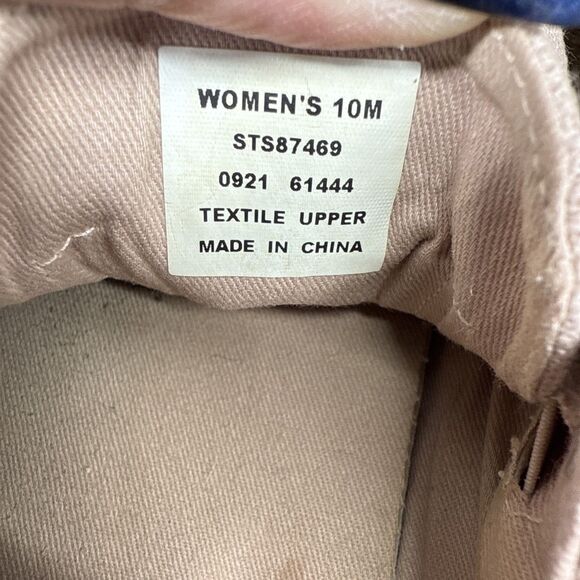 WOMEN'S 10M
STS87469
0921 61444
TEXTILE UPPER
MADE IN CHINA